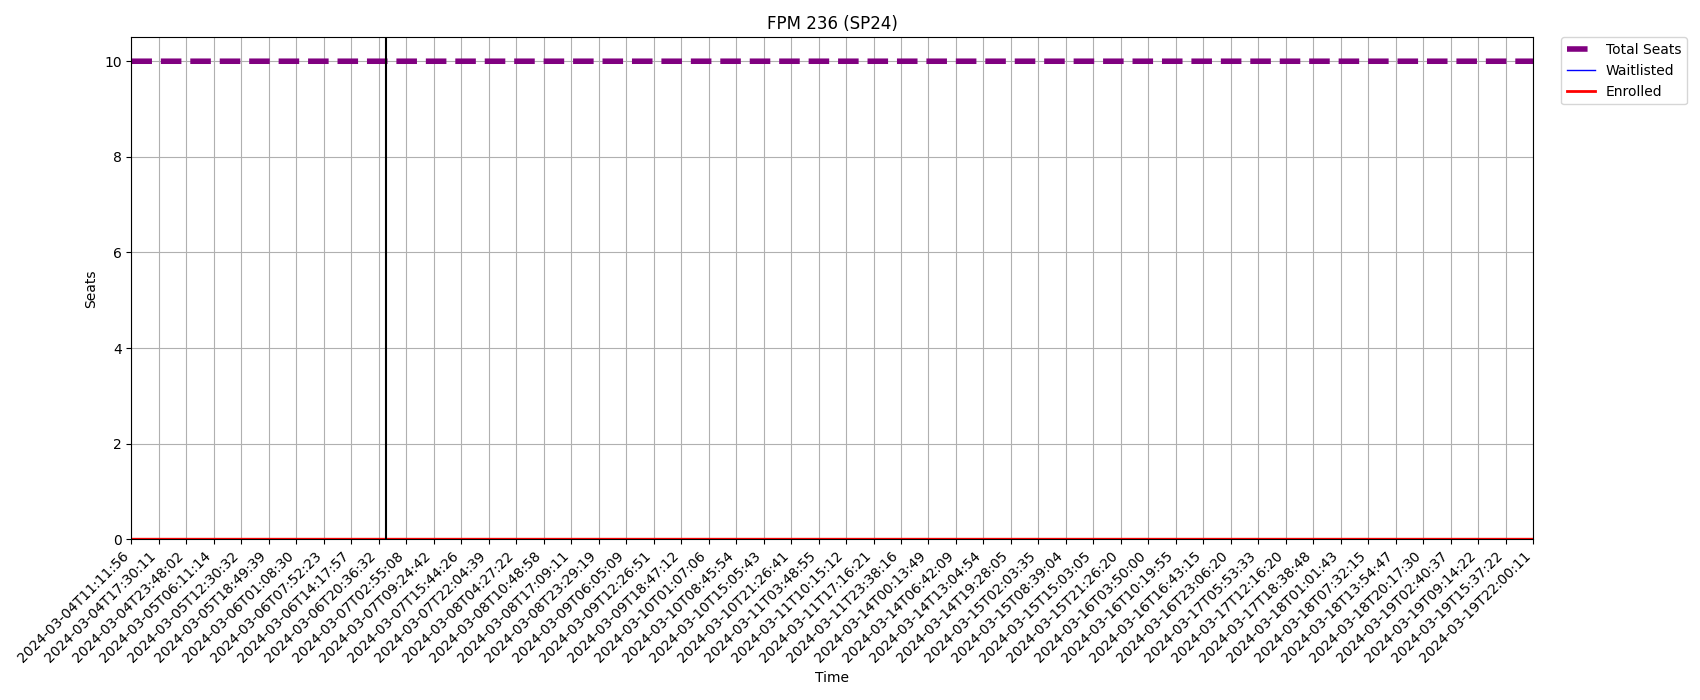 FPM 236 (SP24)
Total Seats
Waitlisted
Enrolled
10
8
6
4
2
0
Seats
2024-03-04T11:11:56
2024-03-04T17:30:11
2024-03-04T23:48:02
2024-03-05T06:11:14
2024-03-05T12:30:32
2024-03-05T18:49:39
2024-03-06T01:08:30
2024-03-06T07:52:23
2024-03-06T14:17:57
2024-03-06T20:36:32
2024-03-07T02:55:08
2024-03-07T09:24:42
2024-03-07T15:44:26
2024-03-07T22:04:39
2024-03-08T04:27:22
2024-03-08T10:48:58
2024-03-08T17:09:11
2024-03-08T23:29:19
2024-03-09T06:05:09
2024-03-09T12:26:51
2024-03-09T18:47:12
2024-03-10T01:07:06
2024-03-10T08:45:54
2024-03-10T15:05:43
2024-03-10T21:26:41
2024-03-11T03:48:55
2024-03-11T10:15:12
2024-03-11T17:16:21
2024-03-11T23:38:16
2024-03-14T00:13:49
2024-03-14T06:42:09
2024-03-14T13:04:54
2024-03-14T19:28:05
2024-03-15T02:03:35
2024-03-15T08:39:04
2024-03-15T15:03:05
2024-03-15T21:26:20
2024-03-16T03:50:00
2024-03-16T10:19:55
2024-03-16T16:43:15
2024-03-16T23:06:20
2024-03-17T05:53:33
2024-03-17T12:16:20
2024-03-17T18:38:48
2024-03-18T01:01:43
2024-03-18T07:32:15
2024-03-18T13:54:47
2024-03-18T20:17:30
2024-03-19T02:40:37
2024-03-19T09:14:22
2024-03-19T15:37:22
2024-03-19T22:00:11
Time